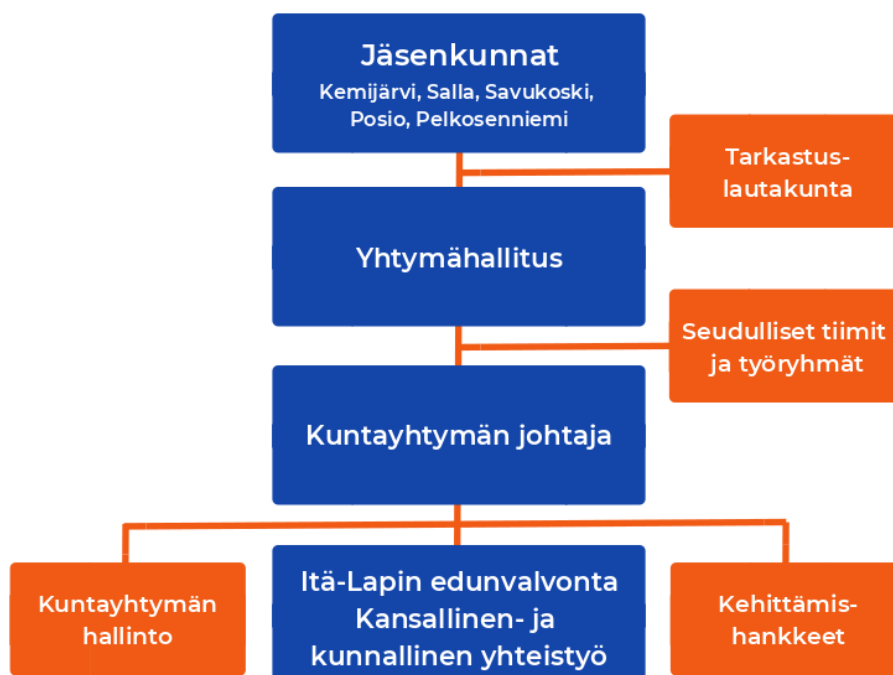 Jäsenkunnat
Kemijärvi, Salla, Savukoski,
Posio, Pelkosenniemi
Tarkastus-
lautakunta
Yhtymähallitus
Seudulliset tiimit
ja työryhmät
Kuntayhtymän johtaja
Kuntayhtymän
hallinto
Itä-Lapin edunvalvonta
Kansallinen- ja
kunnallinen yhteistyö
Kehittämis-
hankkeet